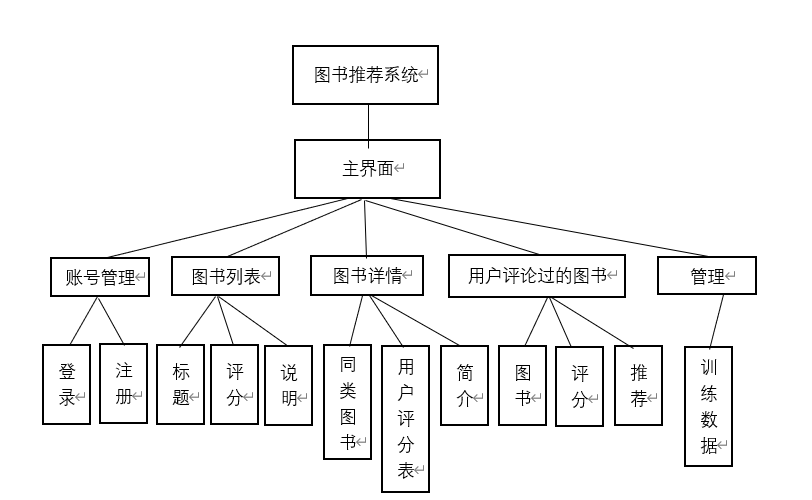 图书推荐系统
主界面
账号管理
图书列表
图书详情
用户评论过的图书
管理
登录
注册
标题
评分
说明
同类图书
用户评分表
简介
图书
评分
推荐
训练数据